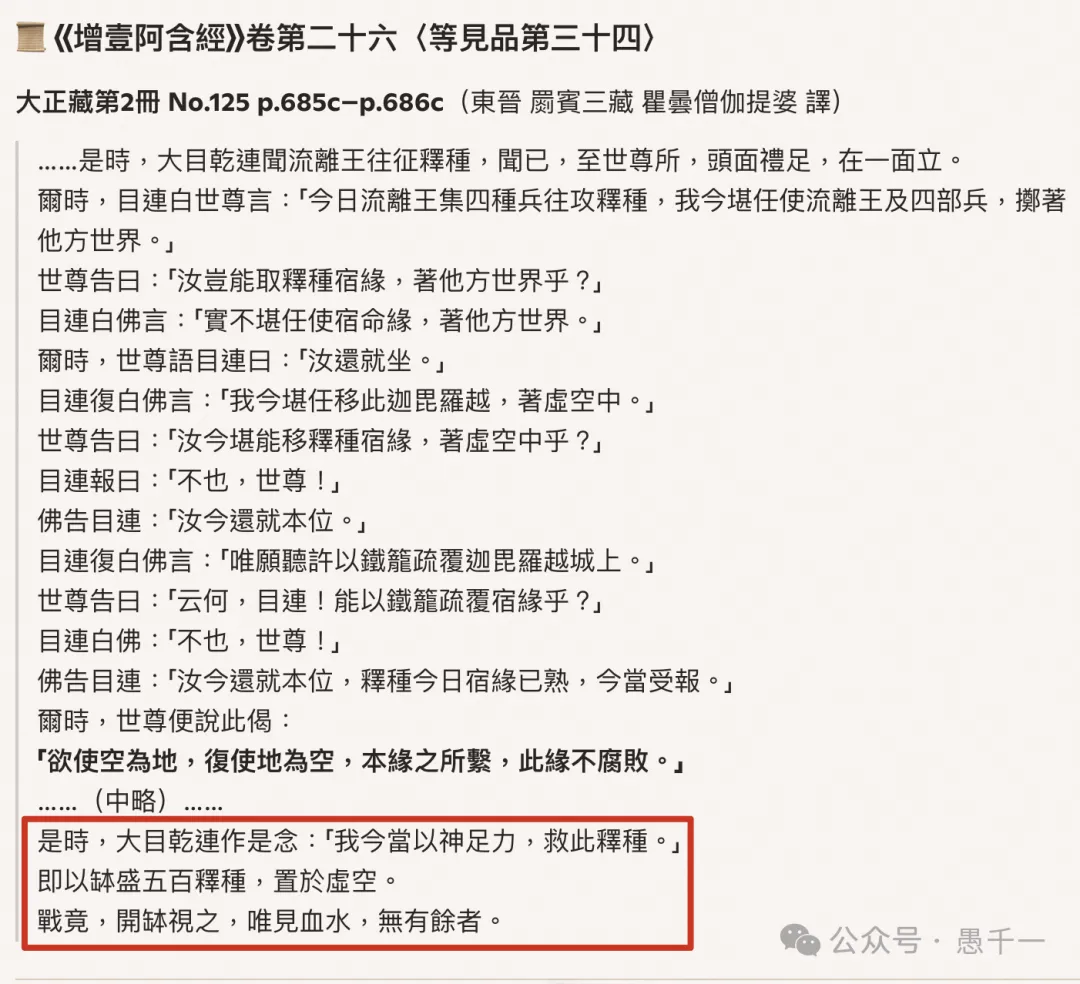 《增壹阿含經》卷第二十六〈等見品第三十四〉
大正藏第2冊 No.125 p.685c–p.686c（東晉 罽賓三藏 瞿曇僧伽提婆 譯）
……是時，大目乾連聞流離王往征釋種，聞已，至世尊所，頭面禮足，在一面立。
爾時，目連白世尊言：「今日流離王集四種兵往攻釋種，我今堪任使流離王及四部兵，擲著
他方世界。」
世尊告曰：「汝豈能取釋種宿緣，著他方世界乎？」
目連白佛言：「實不堪任使宿命緣，著他方世界。」
爾時，世尊語目連曰：「汝還就坐。」
目連復白佛言：「我今堪任移此迦毘羅越，著虛空中。」
世尊告曰：「汝今堪能移釋種宿緣，著虛空中乎？」
目連報曰：「不也，世尊！」
佛告目連：「汝今還就本位。」
目連復白佛言：「唯願聽許以鐵籠疏覆迦毘羅越城上。」
世尊告曰：「云何，目連！能以鐵籠疏覆宿緣乎？」
目連白佛：「不也，世尊！」
佛告目連：「汝今還就本位，釋種今日宿緣已熟，今當受報。」
爾時，世尊便說此偈：
「欲使空為地，復使地為空，本緣之所繫，此緣不腐敗。」
……（中略）……
是時，大目乾連作是念：「我今當以神足力，救此釋種。」
即以缽盛五百釋種，置於虛空。
戰竟，開缽視之，唯見血水，無有餘者。
公众号 · 愚千一